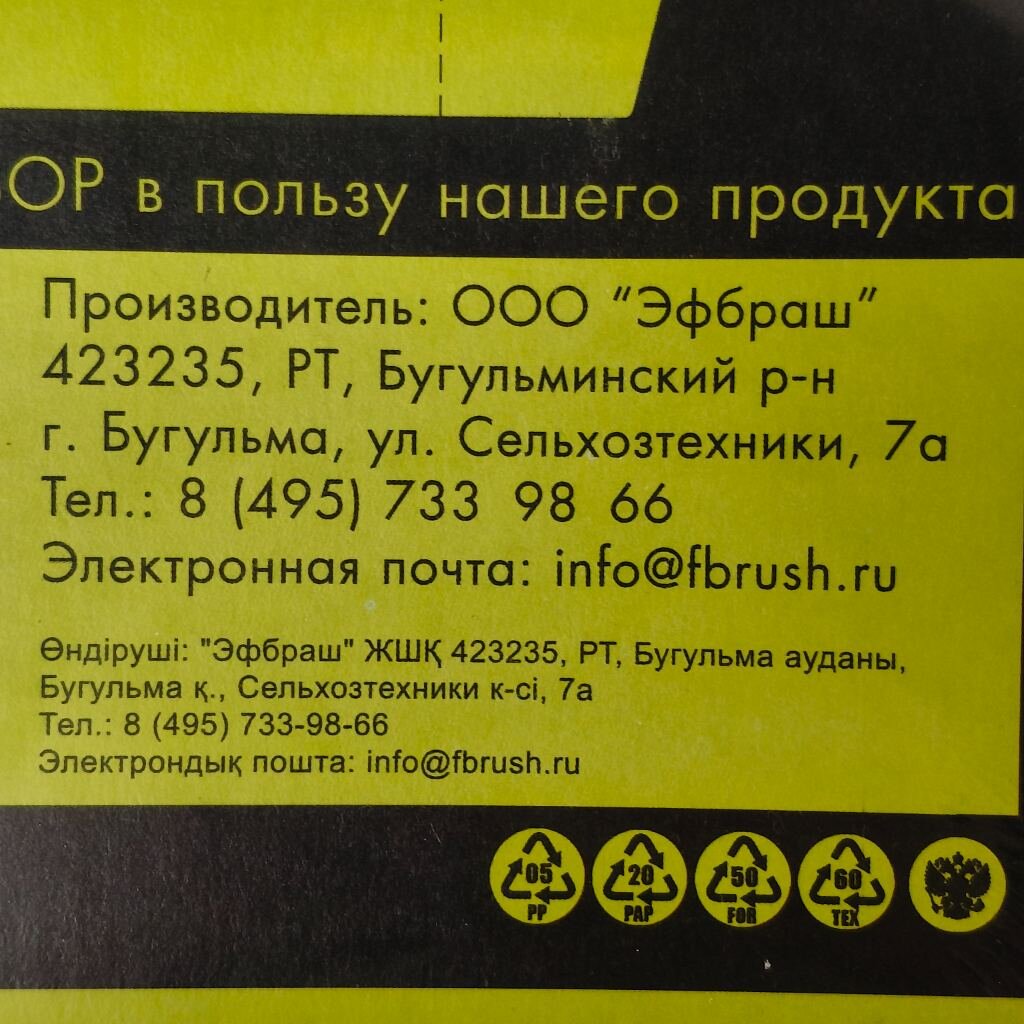 в пользу нашего продукта
Производитель: ООО “Эфбраш”
423235, РТ, Бугульминский р-н
г. Бугульма, ул. Сельхозтехники, 7а
Тел.: 8 (495) 733 98 66
Электронная почта: info@fbrush.ru
Өндіруші: "Эфбраш" ЖШҚ 423235, РТ, Бугульма ауданы,
Бугульма қ., Сельхозтехники к-сі, 7а
Тел.: 8 (495) 733-98-66
Электрондық пошта: info@fbrush.ru
05 20 50 60
PP PAP FOR TEX